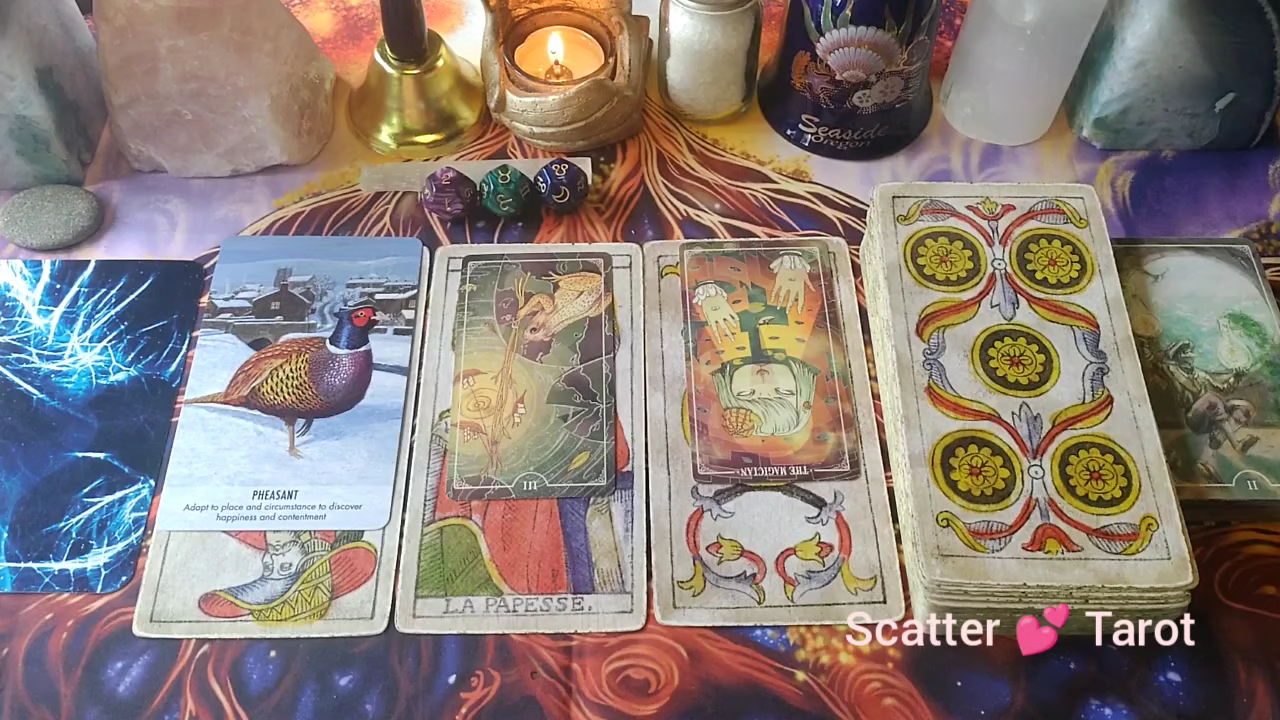 Seaside
Oregon
2
PHEASANT
Adapt to place and circumstance to discover
happiness and contentment
III
THE MAGICIAN
II
LA PAPESSE.
Scatter 💕 Tarot